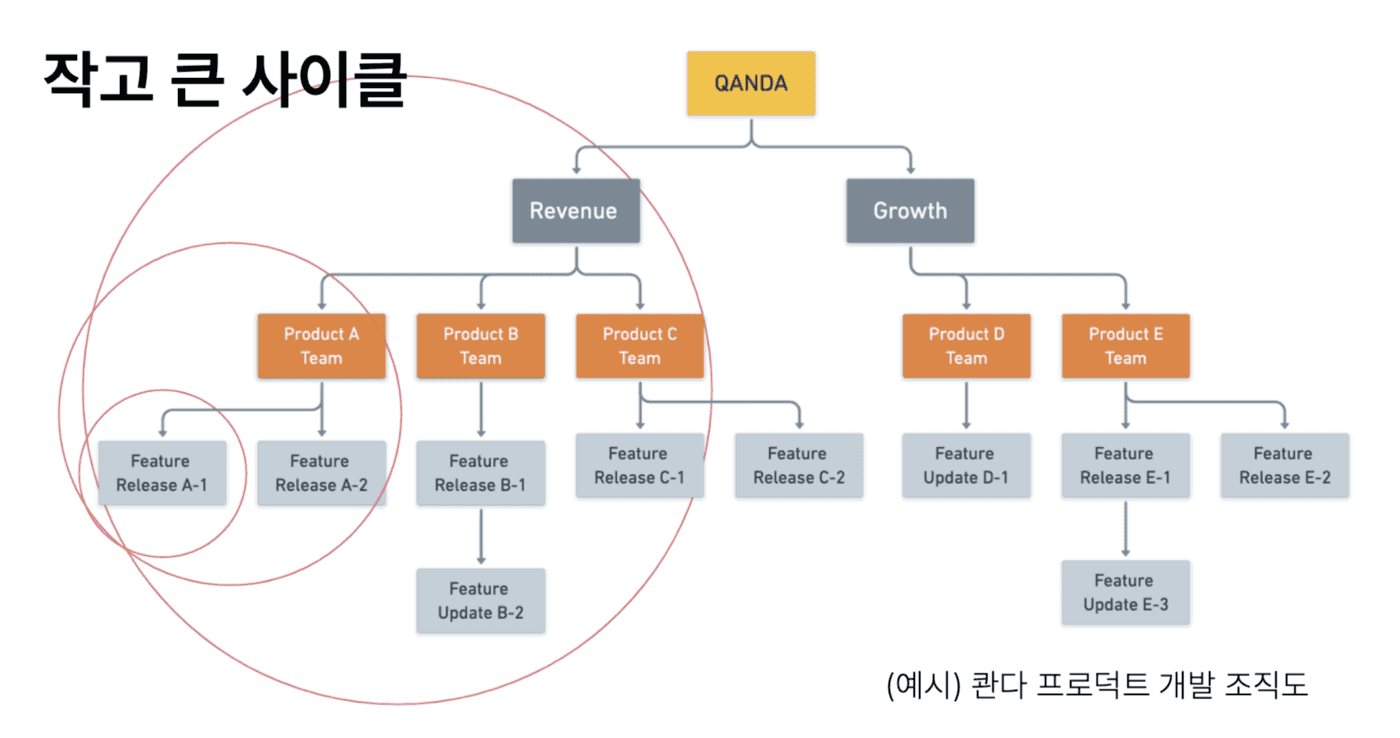 작고 큰 사이클
QANDA
Revenue
Growth
Product A
Team
Product B
Team
Product C
Team
Product D
Team
Product E
Team
Feature
Release A-1
Feature
Release A-2
Feature
Release B-1
Feature
Release C-1
Feature
Release C-2
Feature
Update D-1
Feature
Release E-1
Feature
Release E-2
Feature
Update B-2
Feature
Update E-3
(예시) 콴다 프로덕트 개발 조직도